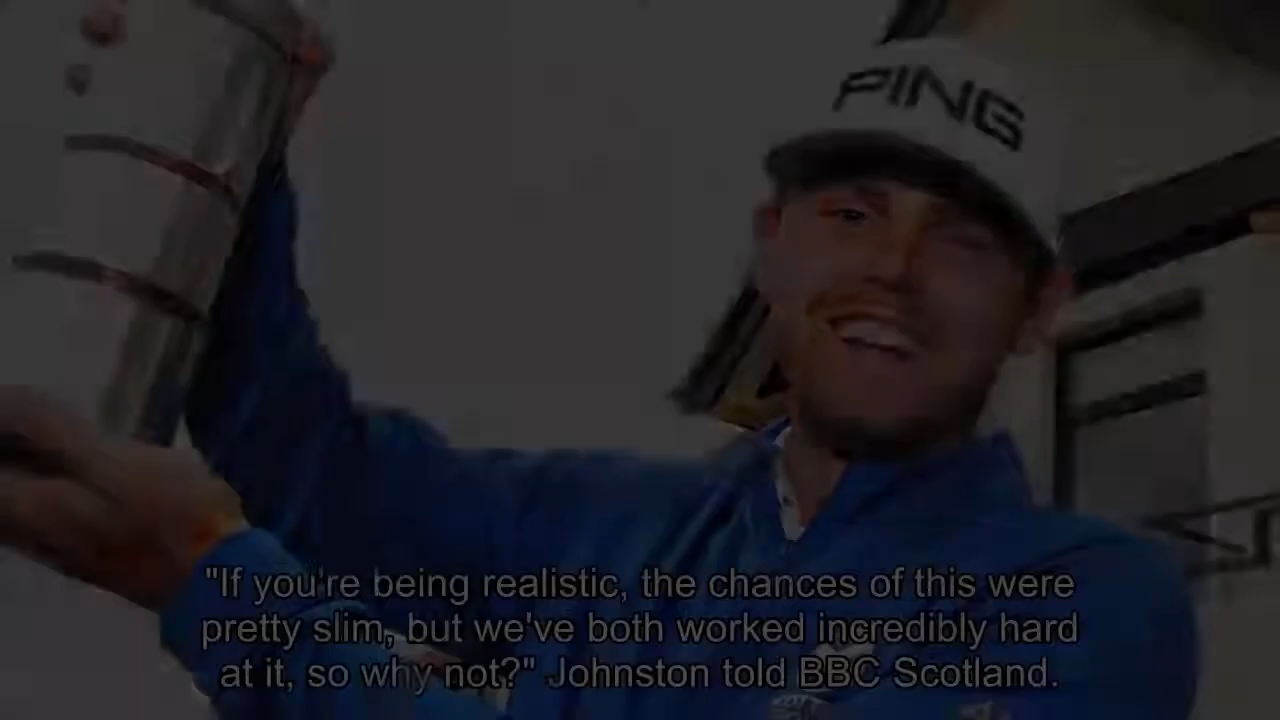 PING
"If you're being realistic, the chances of this were
pretty slim, but we've both worked incredibly hard
at it, so why not?" Johnston told BBC Scotland.